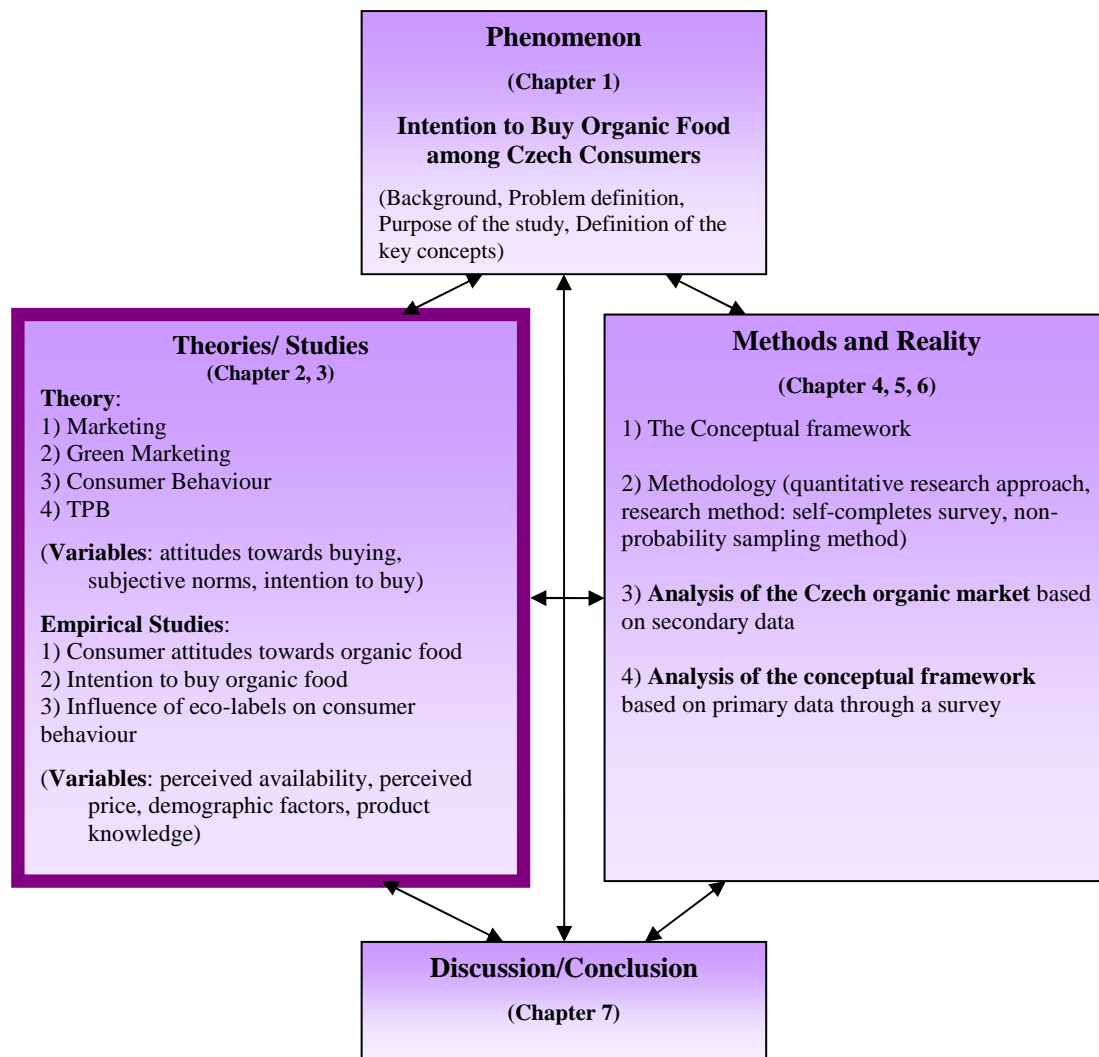 Phenomenon
(Chapter 1)
Intention to Buy Organic Food
among Czech Consumers
(Background, Problem definition,
Purpose of the study, Definition of the
key concepts)
Theories/ Studies
(Chapter 2, 3)
Theory:
1) Marketing
2) Green Marketing
3) Consumer Behaviour
4) TPB
(Variables: attitudes towards buying,
subjective norms, intention to buy)
Empirical Studies:
1) Consumer attitudes towards organic food
2) Intention to buy organic food
3) Influence of eco-labels on consumer
behaviour
(Variables: perceived availability, perceived
price, demographic factors, product
knowledge)
Methods and Reality
(Chapter 4, 5, 6)
1) The Conceptual framework
2) Methodology (quantitative research approach,
research method: self-completes survey, non-
probability sampling method)
3) Analysis of the Czech organic market based
on secondary data
4) Analysis of the conceptual framework
based on primary data through a survey
Discussion/Conclusion
(Chapter 7)